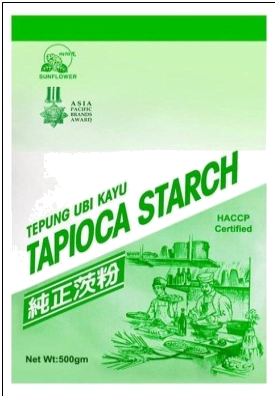 SUNFLOWER
ASIA
PACIFIC
BRANDS
AWARD
TEPUNG UBI KAYU
TAPIOCA STARCH
HACCP
Certified
純正茨粉
Net Wt:500gm